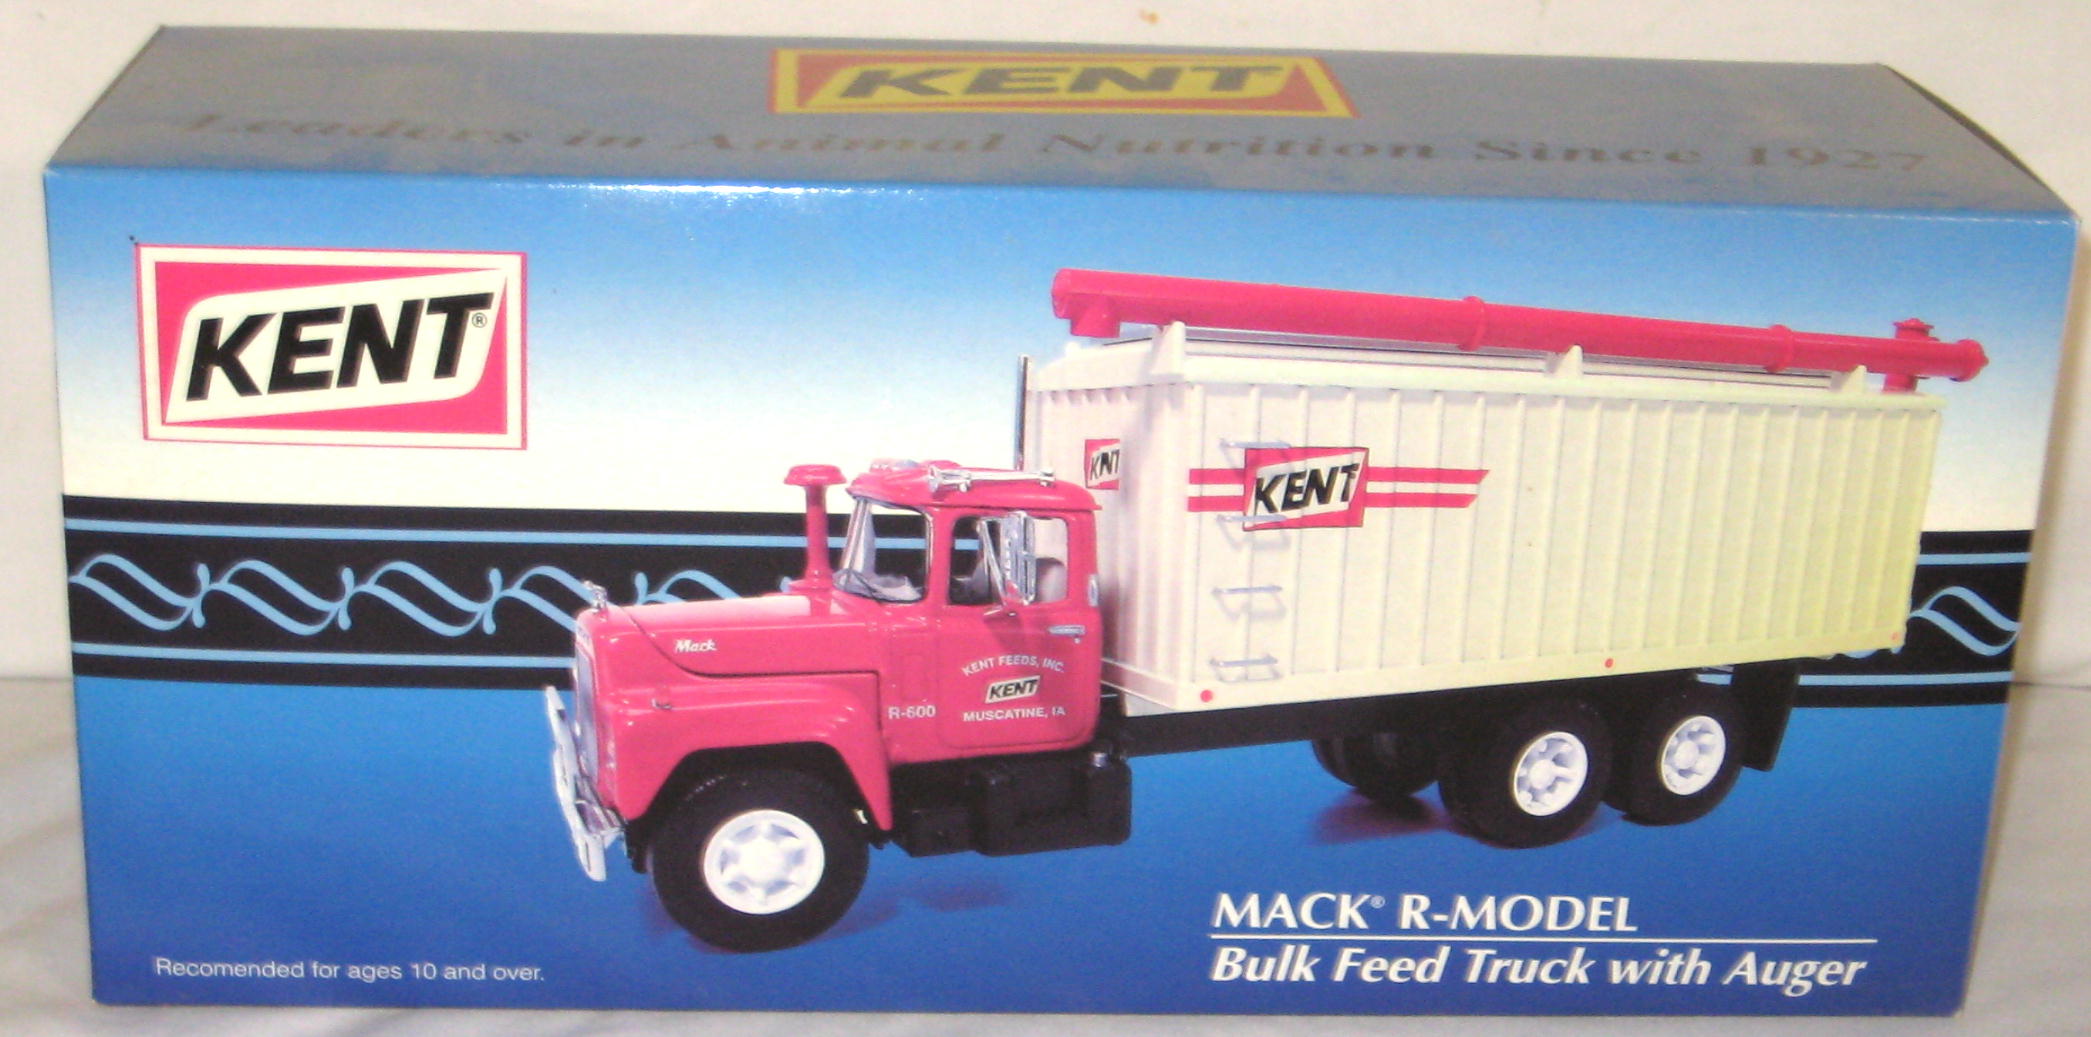 KENT
Leaders in Animal Nutrition Since 1927
KENT®
KNT
KENT
Mack
KENT FEEDS, INC.
KENT
R-600
MUSCATINE, IA
MACK® R-MODEL
Bulk Feed Truck with Auger
Recomended for ages 10 and over.